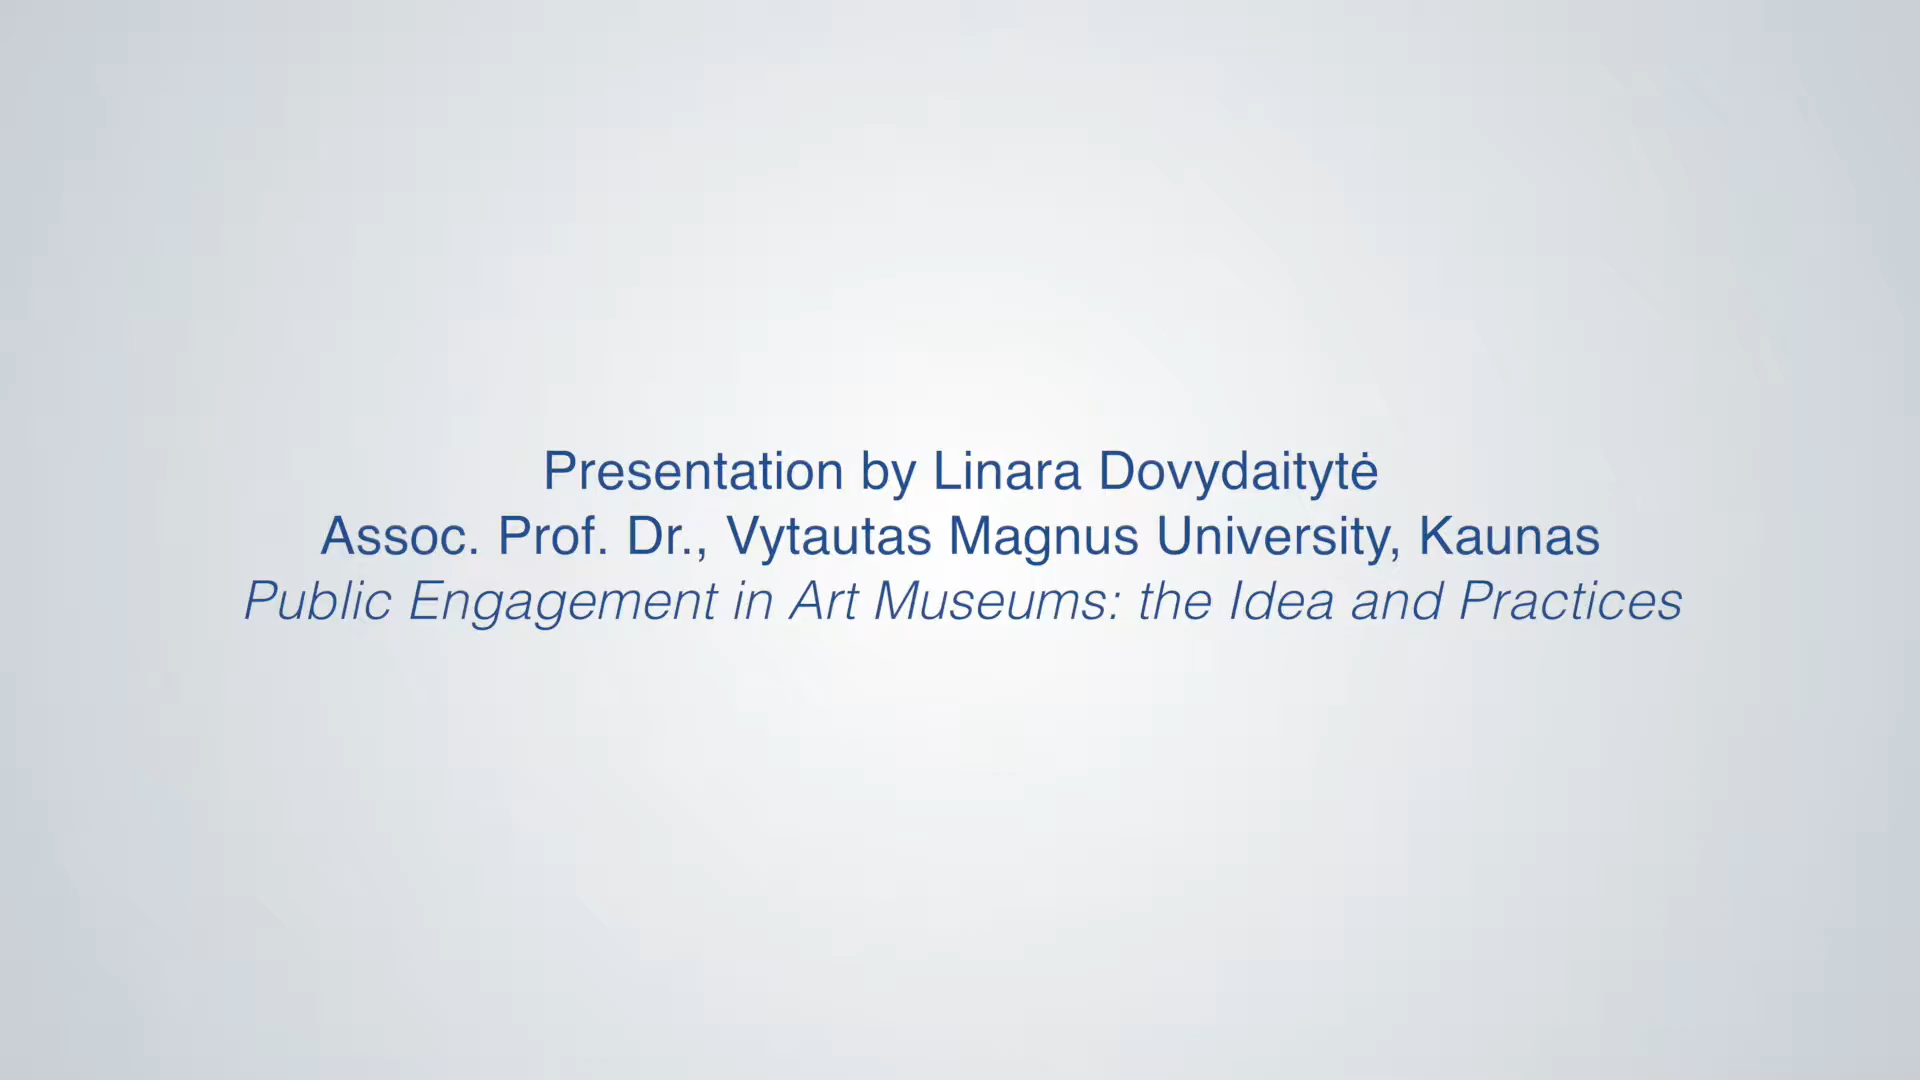 Presentation by Linara Dovydaitytė
Assoc. Prof. Dr., Vytautas Magnus University, Kaunas
Public Engagement in Art Museums: the Idea and Practices